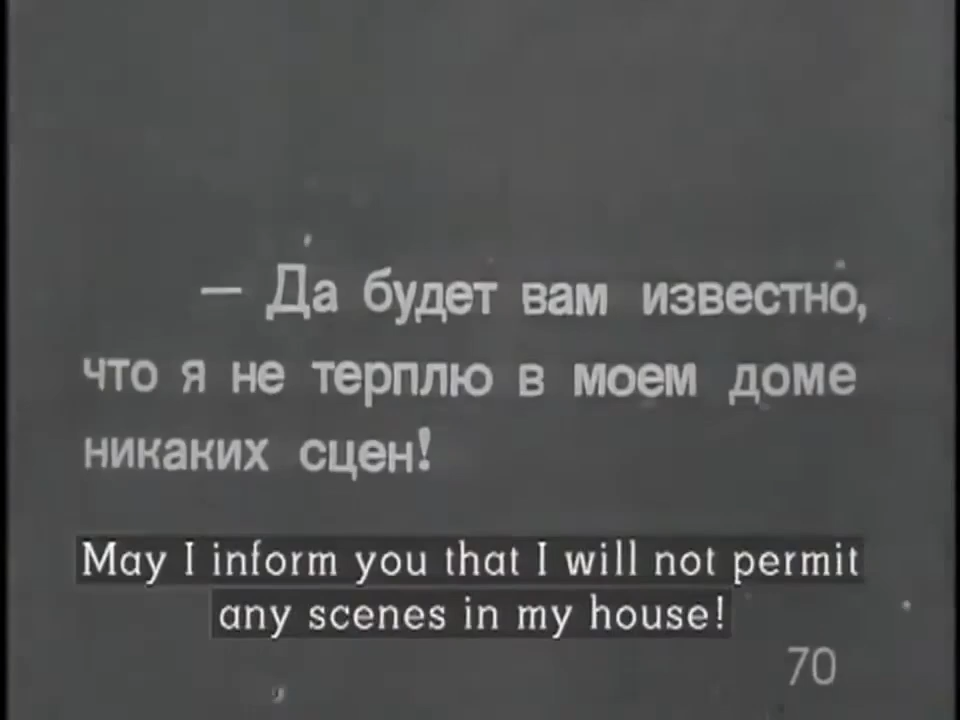 — Да будет вам известно,
что я не терплю в моем доме
никаких сцен!
May I inform you that I will not permit
any scenes in my house!
70